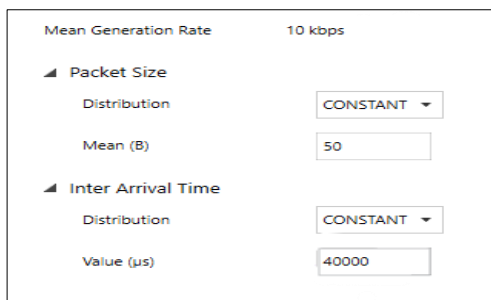 Mean Generation Rate 10 kbps
Packet Size
Distribution CONSTANT
Mean (B) 50
Inter Arrival Time
Distribution CONSTANT
Value (µs) 40000